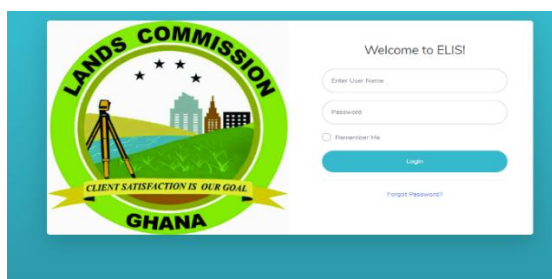 LANDS COMMISSION
CLIENT SATISFACTION IS OUR GOAL
GHANA
Welcome to ELIS!
Enter User Name
Password
Remember Me
Login
Forgot Password?